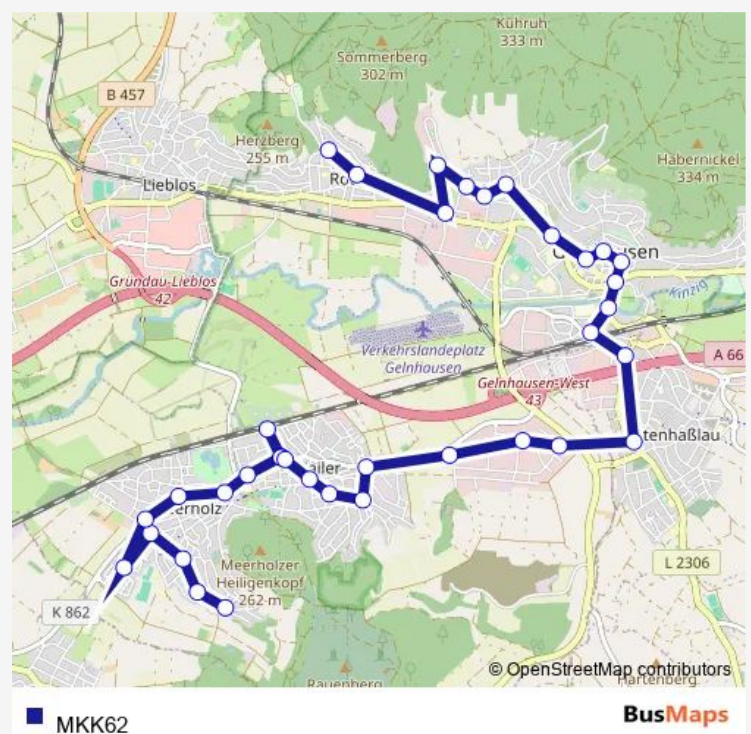 Kühruh
333 m
Sommerberg
302 m
B 457
Herzberg
255 m
Habernickel
334 m
Lieblos
Ro
G
sen
Gründau-Lieblos
42
Kinzig
Verkehrslandeplatz
Gelnhausen
A 66
Gelnhausen-West
43
tenhaßlau
ailer
ernolz
Meerholzer
Heiligenkopf
262 m
L 2306
K 862
© OpenStreetMap contributors
Rauenberg
Hartenberg
MKK62
BusMaps